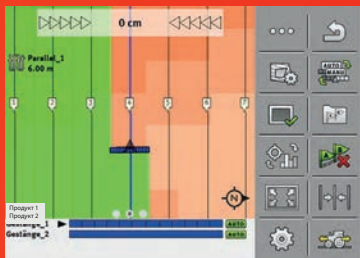 0 cm
Parallel_1
6.00 m
1 2 3 4 5 6 7
AUTO
MANU
N
Продукт 1
Продукт 2
Gestänge_1 AUTO
Gestänge_2 AUTO